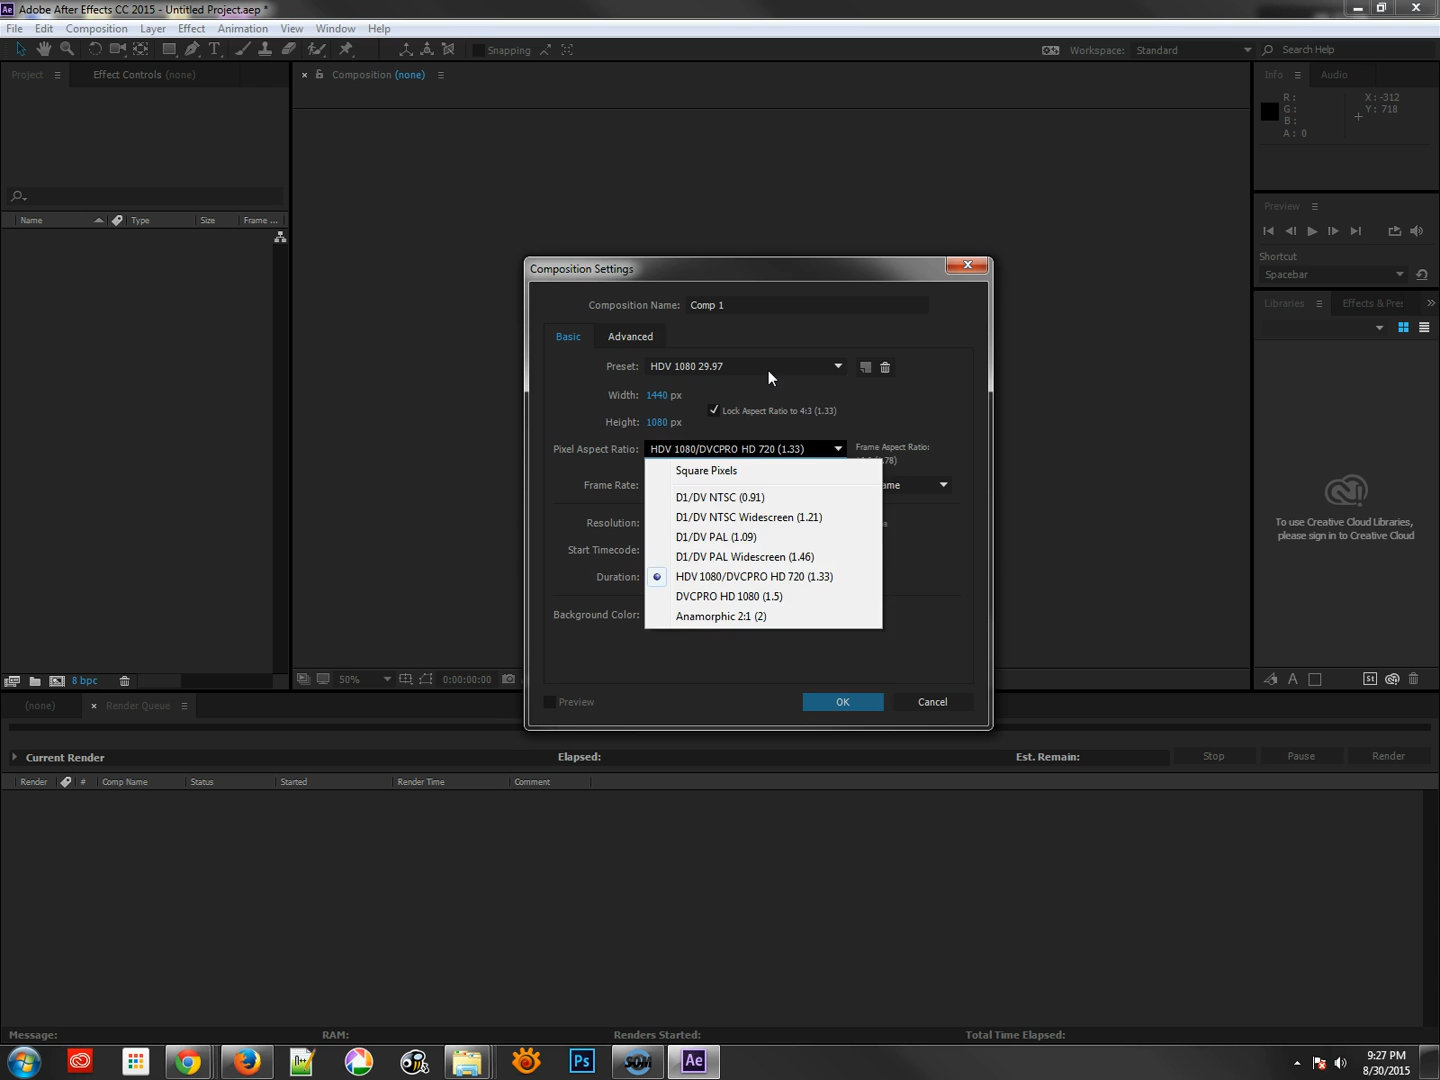 Adobe After Effects CC 2015 - Untitled Project.aep *
File Edit Composition Layer Effect Animation View Window Help
Snapping
Workspace: Standard
Search Help
Project
Effect Controls (none)
Composition (none)
Info
Audio
R:
G:
B:
A: 0
X: -312
Y: 718
Preview
Shortcut
Spacebar
Libraries
Effects & Pre
Name Type Size Frame ...
Composition Settings
Composition Name: Comp 1
Basic Advanced
Preset: HDV 1080 29.97
Width: 1440 px
Lock Aspect Ratio to 4:3 (1.33)
Height: 1080 px
Pixel Aspect Ratio: HDV 1080/DVCPRO HD 720 (1.33)
Frame Aspect Ratio:
78)
Square Pixels
D1/DV NTSC (0.91)
D1/DV NTSC Widescreen (1.21)
D1/DV PAL (1.09)
D1/DV PAL Widescreen (1.46)
HDV 1080/DVCPRO HD 720 (1.33)
DVCPRO HD 1080 (1.5)
Anamorphic 2:1 (2)
Frame Rate:
ame
Resolution:
Start Timecode:
Duration:
Background Color:
Preview
OK
Cancel
To use Creative Cloud Libraries,
please sign in to Creative Cloud
8 bpc
50%
0:00:00:00
St
(none)
Render Queue
Current Render
Elapsed:
Est. Remain:
Stop
Pause
Render
Render # Comp Name Status Started Render Time Comment
Message:
RAM:
Renders Started:
Total Time Elapsed:
Ps
Ae
9:27 PM
8/30/2015